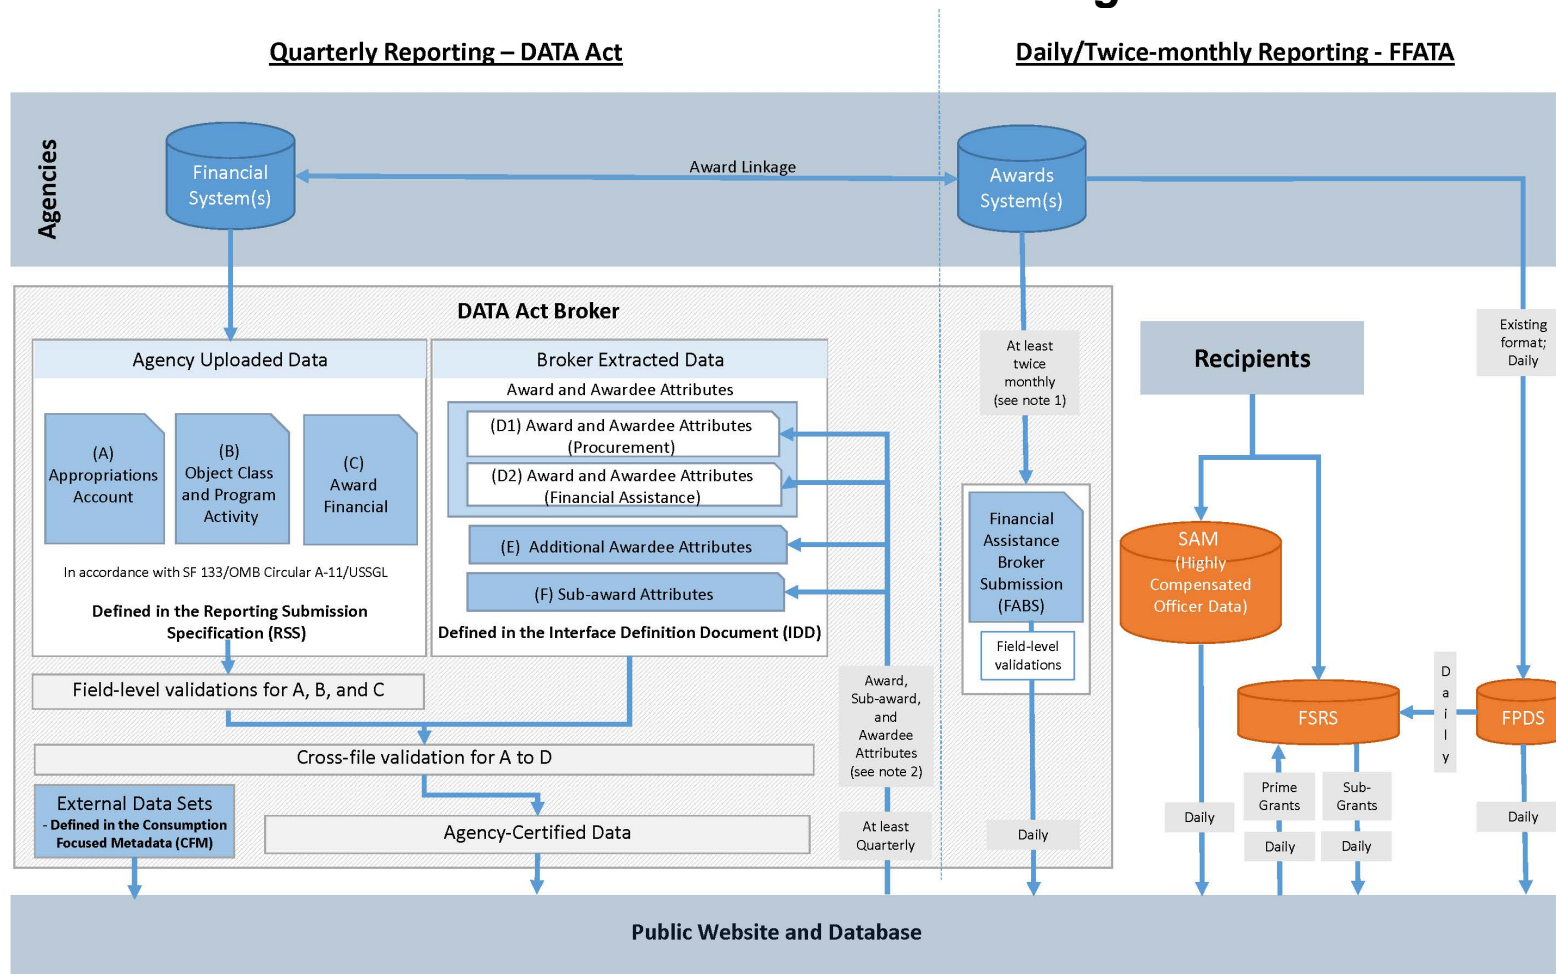 Quarterly Reporting – DATA Act
Daily/Twice-monthly Reporting - FFATA
Agencies
Financial
System(s)
Award Linkage
Awards
System(s)
DATA Act Broker
Agency Uploaded Data
(A)
Appropriations
Account
(B)
Object Class
and Program
Activity
(C)
Award
Financial
In accordance with SF 133/OMB Circular A-11/USSGL
Defined in the Reporting Submission
Specification (RSS)
Broker Extracted Data
Award and Awardee Attributes
(D1) Award and Awardee Attributes
(Procurement)
(D2) Award and Awardee Attributes
(Financial Assistance)
(E) Additional Awardee Attributes
(F) Sub-award Attributes
Defined in the Interface Definition Document (IDD)
Field-level validations for A, B, and C
Cross-file validation for A to D
External Data Sets
- Defined in the Consumption
Focused Metadata (CFM)
Agency-Certified Data
Award,
Sub-award,
and
Awardee
Attributes
(see note 2)
At least
Quarterly
At least
twice
monthly
(see note 1)
Financial
Assistance
Broker
Submission
(FABS)
Field-level
validations
Daily
Recipients
Existing
format;
Daily
SAM
(Highly
Compensated
Officer Data)
Daily
FSRS
Daily
FPDS
Prime
Grants
Daily
Sub-
Grants
Daily
Daily
Public Website and Database